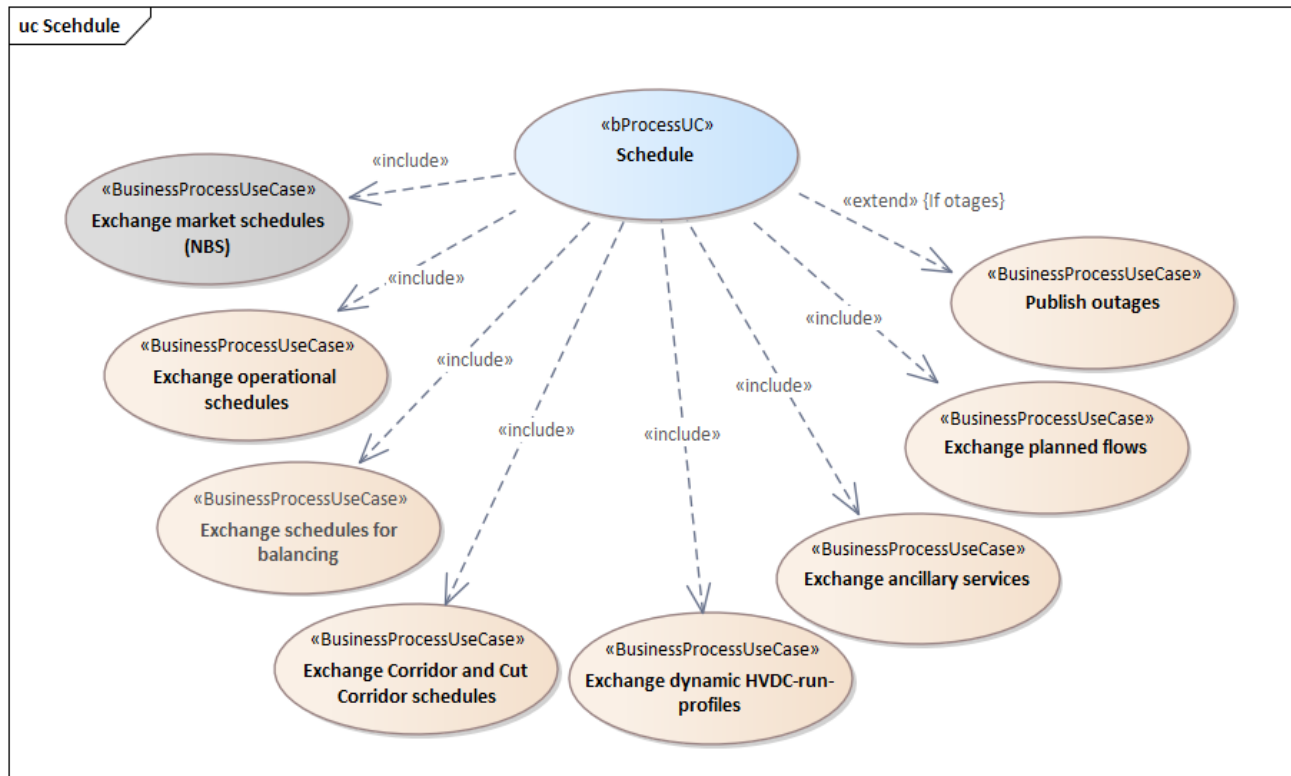 uc Scehdule
«bProcessUC»
Schedule
«include»
«BusinessProcessUseCase»
Exchange market schedules
(NBS)
«extend» {If otages}
«BusinessProcessUseCase»
Publish outages
«include»
«BusinessProcessUseCase»
Exchange operational
schedules
«include»
«include»
«BusinessProcessUseCase»
Exchange planned flows
«include»
«include»
«include»
«BusinessProcessUseCase»
Exchange schedules for
balancing
«BusinessProcessUseCase»
Exchange ancillary services
«BusinessProcessUseCase»
Exchange Corridor and Cut
Corridor schedules
«BusinessProcessUseCase»
Exchange dynamic HVDC-run-
profiles